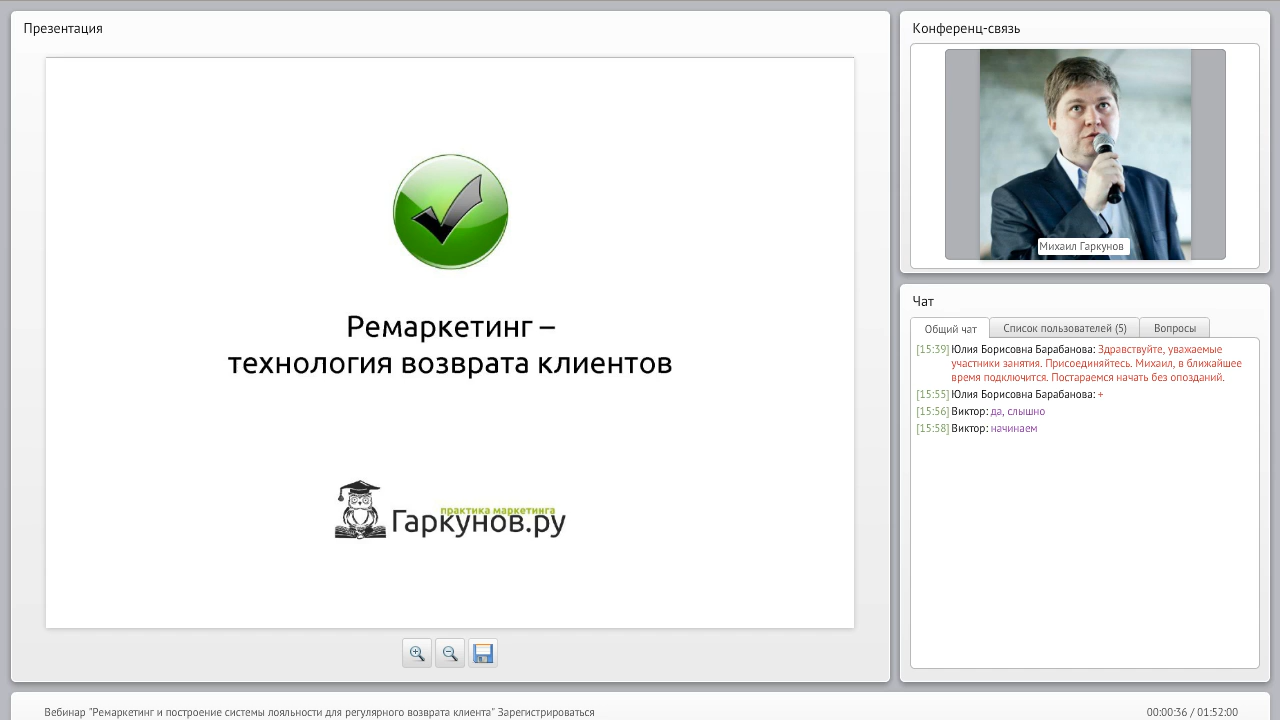 Презентация
Ремаркетинг –
технология возврата клиентов
практика маркетинга
Гаркунов.ру
Конференц-связь
Михаил Гаркунов
Чат
Общий чат
Список пользователей (5)
Вопросы
[15:39] Юлия Борисовна Барабанова: Здравствуйте, уважаемые
участники занятия. Присоединяйтесь. Михаил, в ближайшее
время подключится. Постараемся начать без опозданий.
[15:55] Юлия Борисовна Барабанова: +
[15:56] Виктор: да, слышно
[15:58] Виктор: начинаем
Вебинар "Ремаркетинг и построение системы лояльности для регулярного возврата клиента" Зарегистрироваться
00:00:36 / 01:52:00